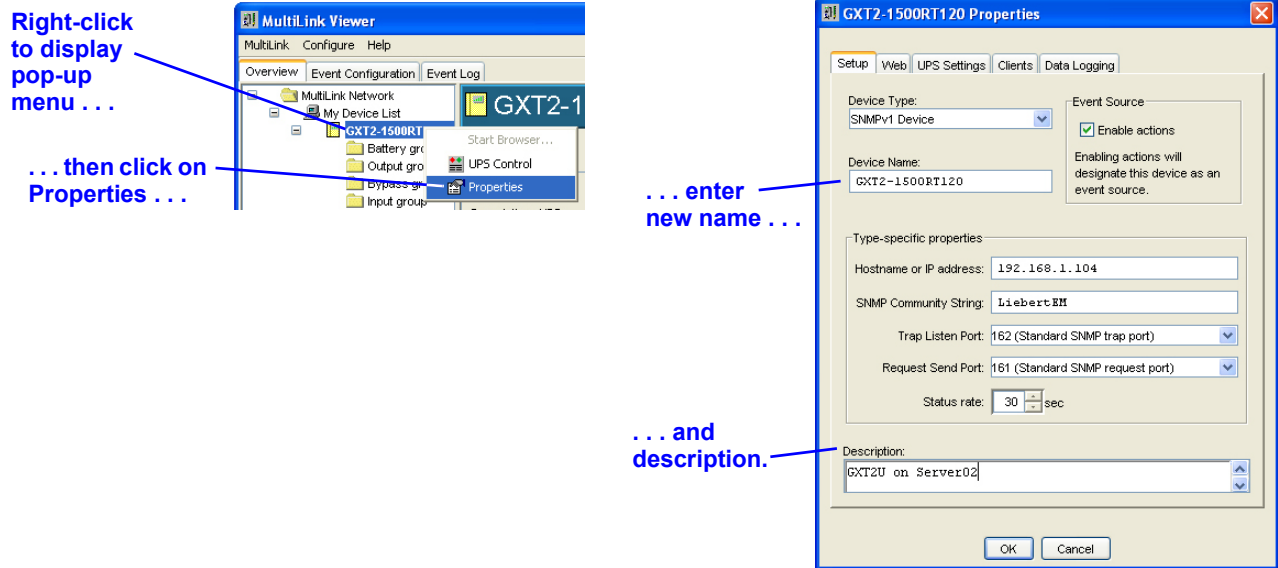 Right-click
to display
pop-up
menu . . .
. . . then click on
Properties . . .
MultiLink Viewer
MultiLink Configure Help
Overview Event Configuration Event Log
MultiLink Network
My Device List
GXT2-1500RT
Battery gro
Output gro
Bypass gr
Input group
GXT2-1
Start Browser...
UPS Control
Properties
. . . enter
new name . . .
. . . and
description.
GXT2-1500RT120 Properties
Setup Web UPS Settings Clients Data Logging
Device Type:
SNMPv1 Device
Device Name:
GXT2-1500RT120
Event Source
Enable actions
Enabling actions will
designate this device as an
event source.
Type-specific properties
Hostname or IP address: 192.168.1.104
SNMP Community String: LiebertEM
Trap Listen Port: 162 (Standard SNMP trap port)
Request Send Port: 161 (Standard SNMP request port)
Status rate: 30 sec
Description:
GXT2U on Server02
OK Cancel